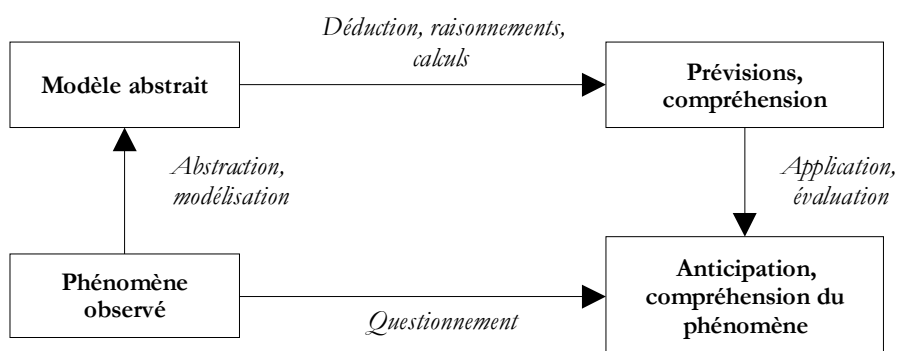 Déduction, raisonnements,
calculs
Modèle abstrait
Prévisions,
compréhension
Abstraction,
modélisation
Application,
évaluation
Phénomène
observé
Anticipation,
compréhension du
phénomène
Questionnement